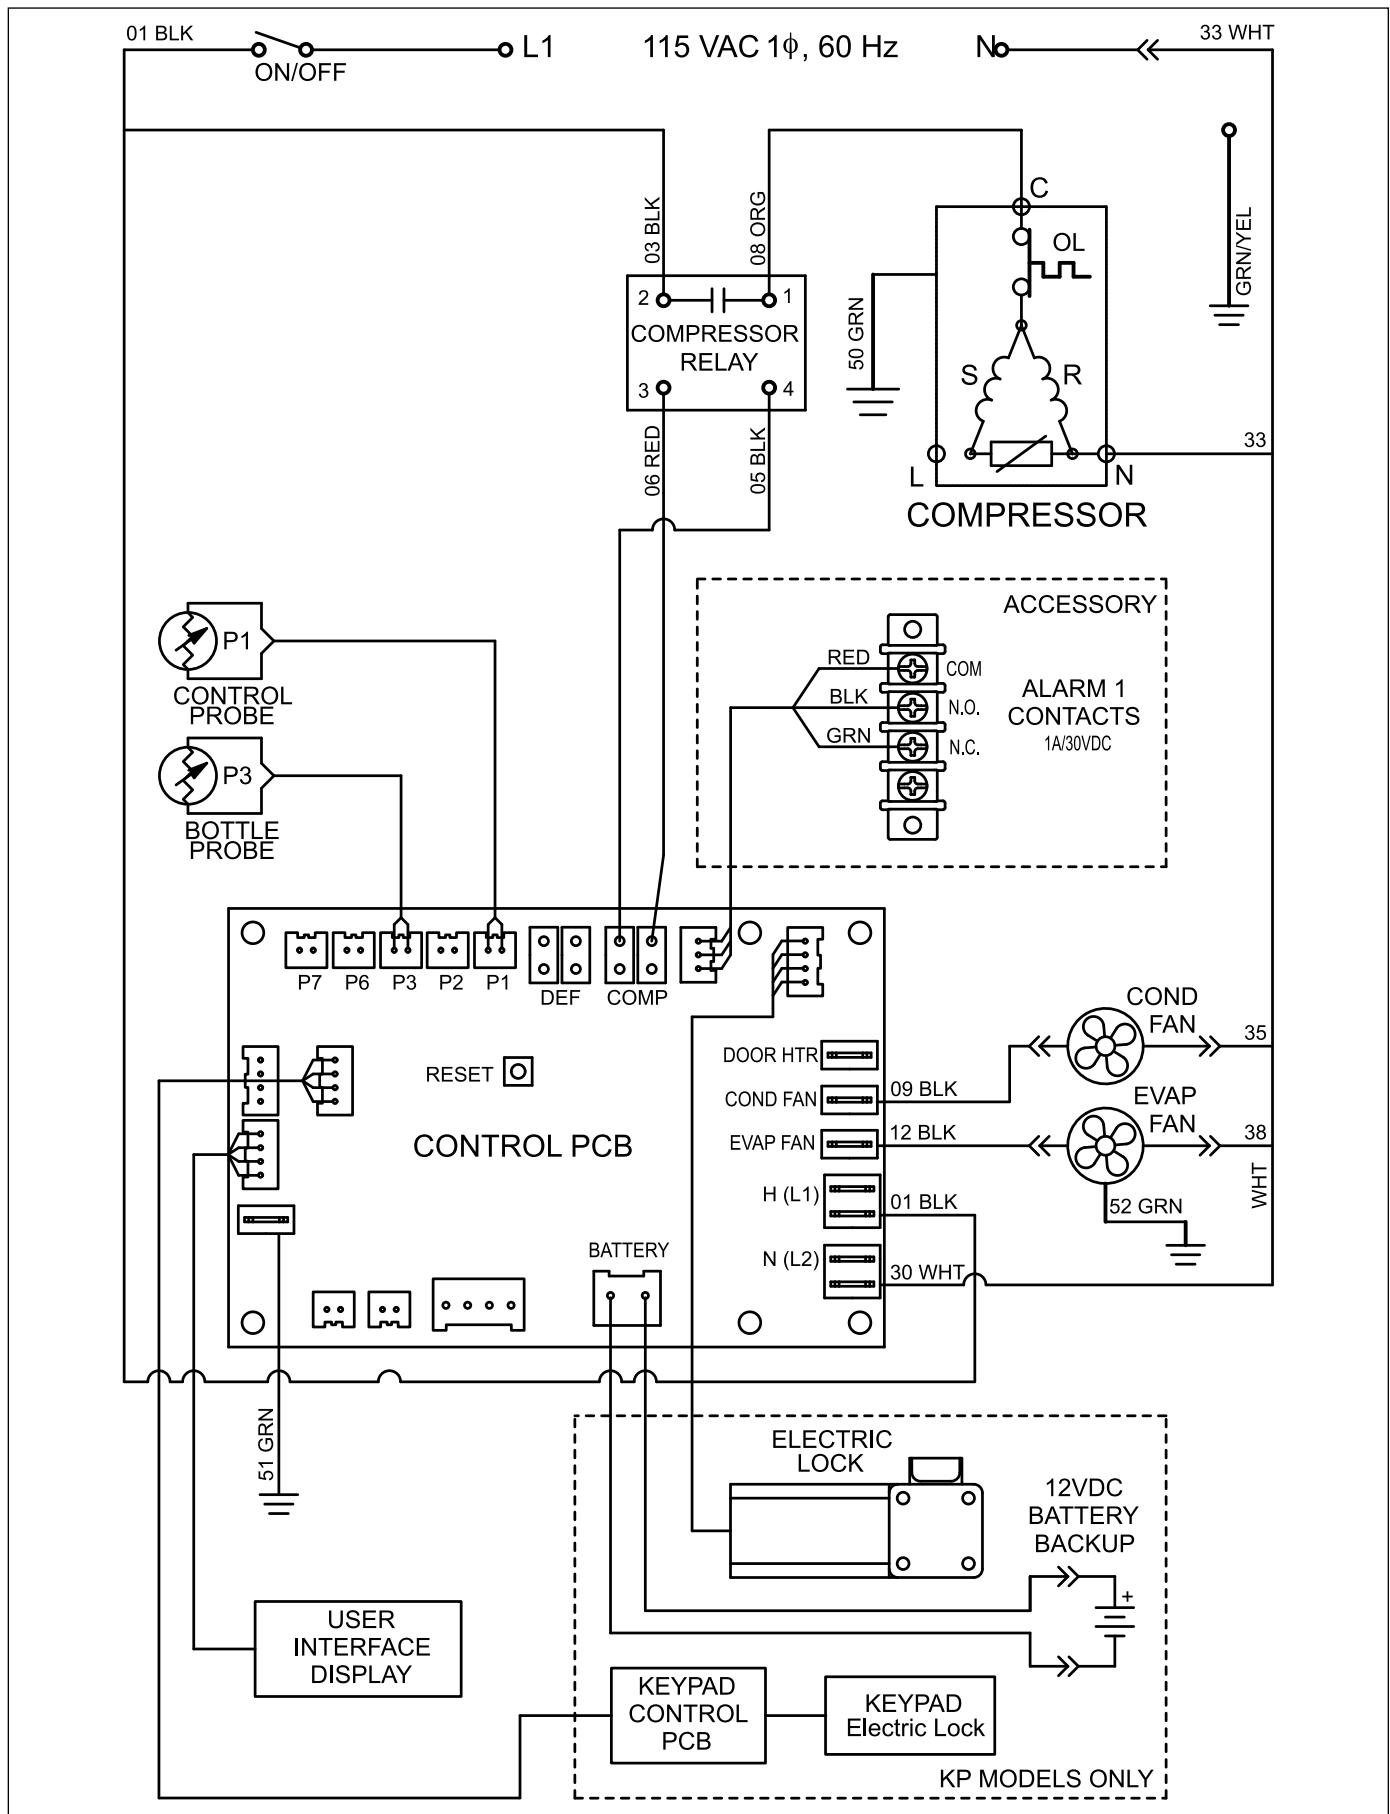 01 BLK
ON/OFF
L1
115 VAC 1ϕ, 60 Hz
N
33 WHT
03 BLK
08 ORG
C
OL
GRN/YEL
2
1
COMPRESSOR
RELAY
3
4
50 GRN
S
R
06 RED
05 BLK
L
N
33
COMPRESSOR
ACCESSORY
RED
COM
BLK
N.O.
GRN
N.C.
ALARM 1
CONTACTS
1A/30VDC
P1
CONTROL
PROBE
P3
BOTTLE
PROBE
P7
P6
P3
P2
P1
DEF
COMP
RESET
CONTROL PCB
DOOR HTR
COND FAN
EVAP FAN
H (L1)
N (L2)
BATTERY
09 BLK
12 BLK
01 BLK
30 WHT
COND
FAN
35
EVAP
FAN
38
WHT
52 GRN
51 GRN
ELECTRIC
LOCK
12VDC
BATTERY
BACKUP
+
USER
INTERFACE
DISPLAY
KEYPAD
CONTROL
PCB
KEYPAD
Electric Lock
KP MODELS ONLY